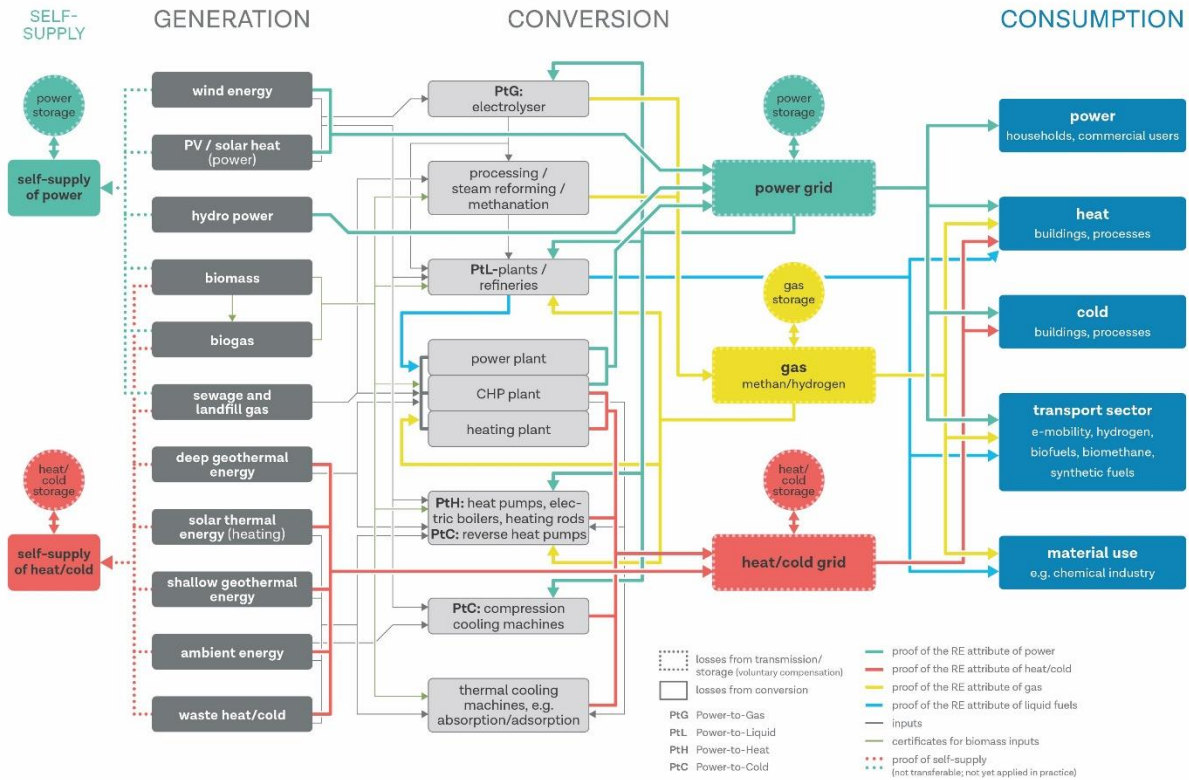 SELF-
SUPPLY
GENERATION
CONVERSION
CONSUMPTION
power
storage
self-supply
of power
heat/
cold
storage
self-supply
of heat/cold
wind energy
PV / solar heat
(power)
hydro power
biomass
biogas
sewage and
landfill gas
deep geothermal
energy
solar thermal
energy (heating)
shallow geothermal
energy
ambient energy
waste heat/cold
PtG:
electrolyser
processing /
steam reforming /
methanation
PtL-plants /
refineries
power plant
CHP plant
heating plant
PtH: heat pumps, elec-
tric boilers, heating rods
PtC: reverse heat pumps
PtC: compression
cooling machines
thermal cooling
machines, e.g.
absorption/adsorption
power
storage
power grid
gas
storage
gas
methan/hydrogen
heat/
cold
storage
heat/cold grid
power
households, commercial users
heat
buildings, processes
cold
buildings, processes
transport sector
e-mobility, hydrogen,
biofuels, biomethane,
synthetic fuels
material use
e.g. chemical industry
losses from transmission/
storage (voluntary compensation)
losses from conversion
PtG Power-to-Gas
PtL Power-to-Liquid
PtH Power-to-Heat
PtC Power-to-Cold
proof of the RE attribute of power
proof of the RE attribute of heat/cold
proof of the RE attribute of gas
proof of the RE attribute of liquid fuels
inputs
certificates for biomass inputs
proof of self-supply
(not transferable; not yet applied in practice)